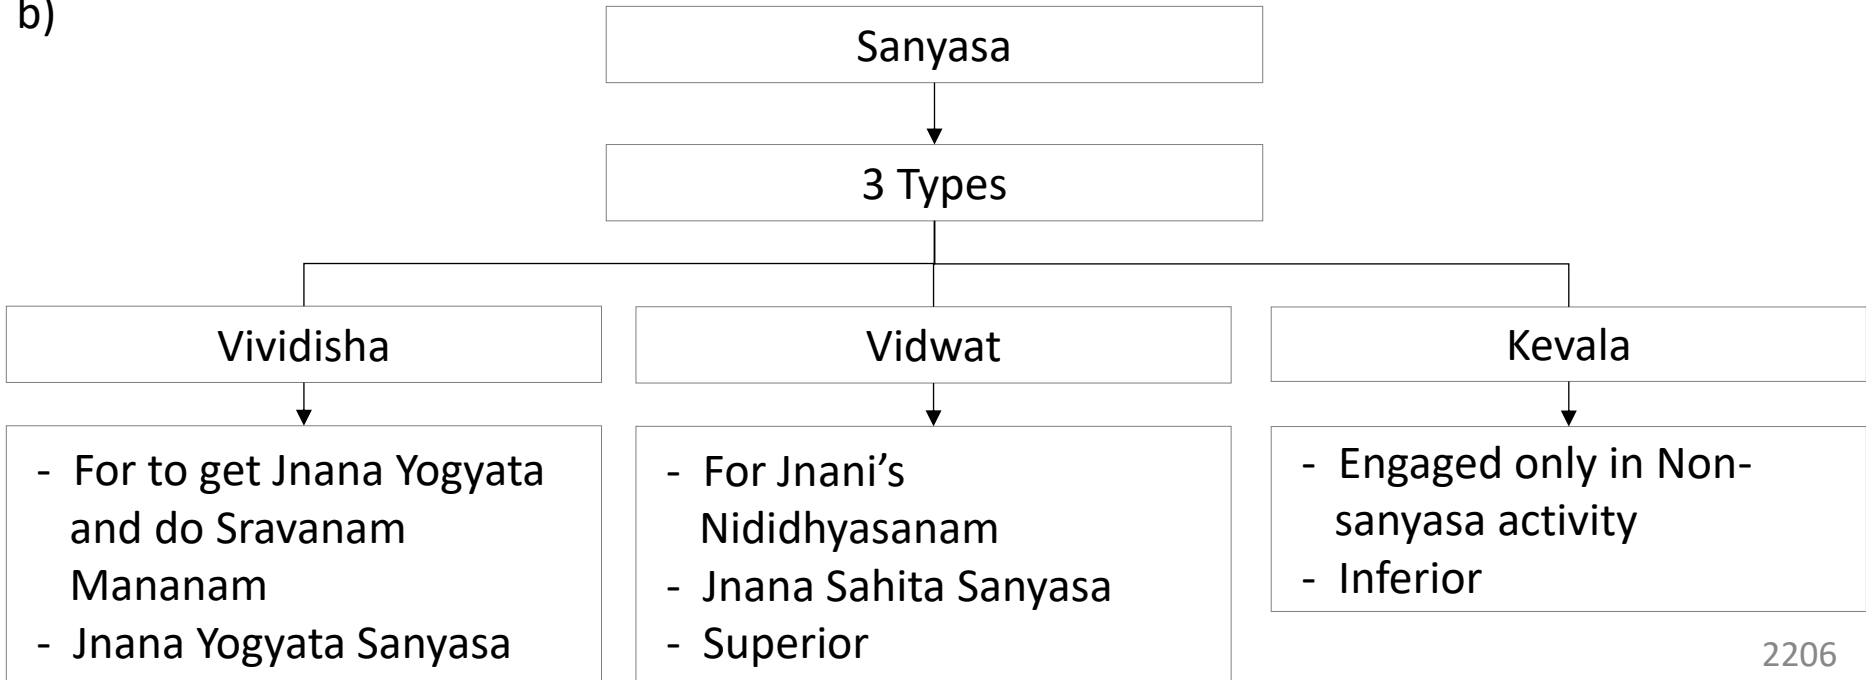 b)
Sanyasa
3 Types
Vividisha
Vidwat
Kevala
- For to get Jnana Yogyata
and do Sravanam
Mananam
- Jnana Yogyata Sanyasa
- For Jnani’s
Nididhyasanam
- Jnana Sahita Sanyasa
- Superior
- Engaged only in Non-
sanyasa activity
- Inferior
2206